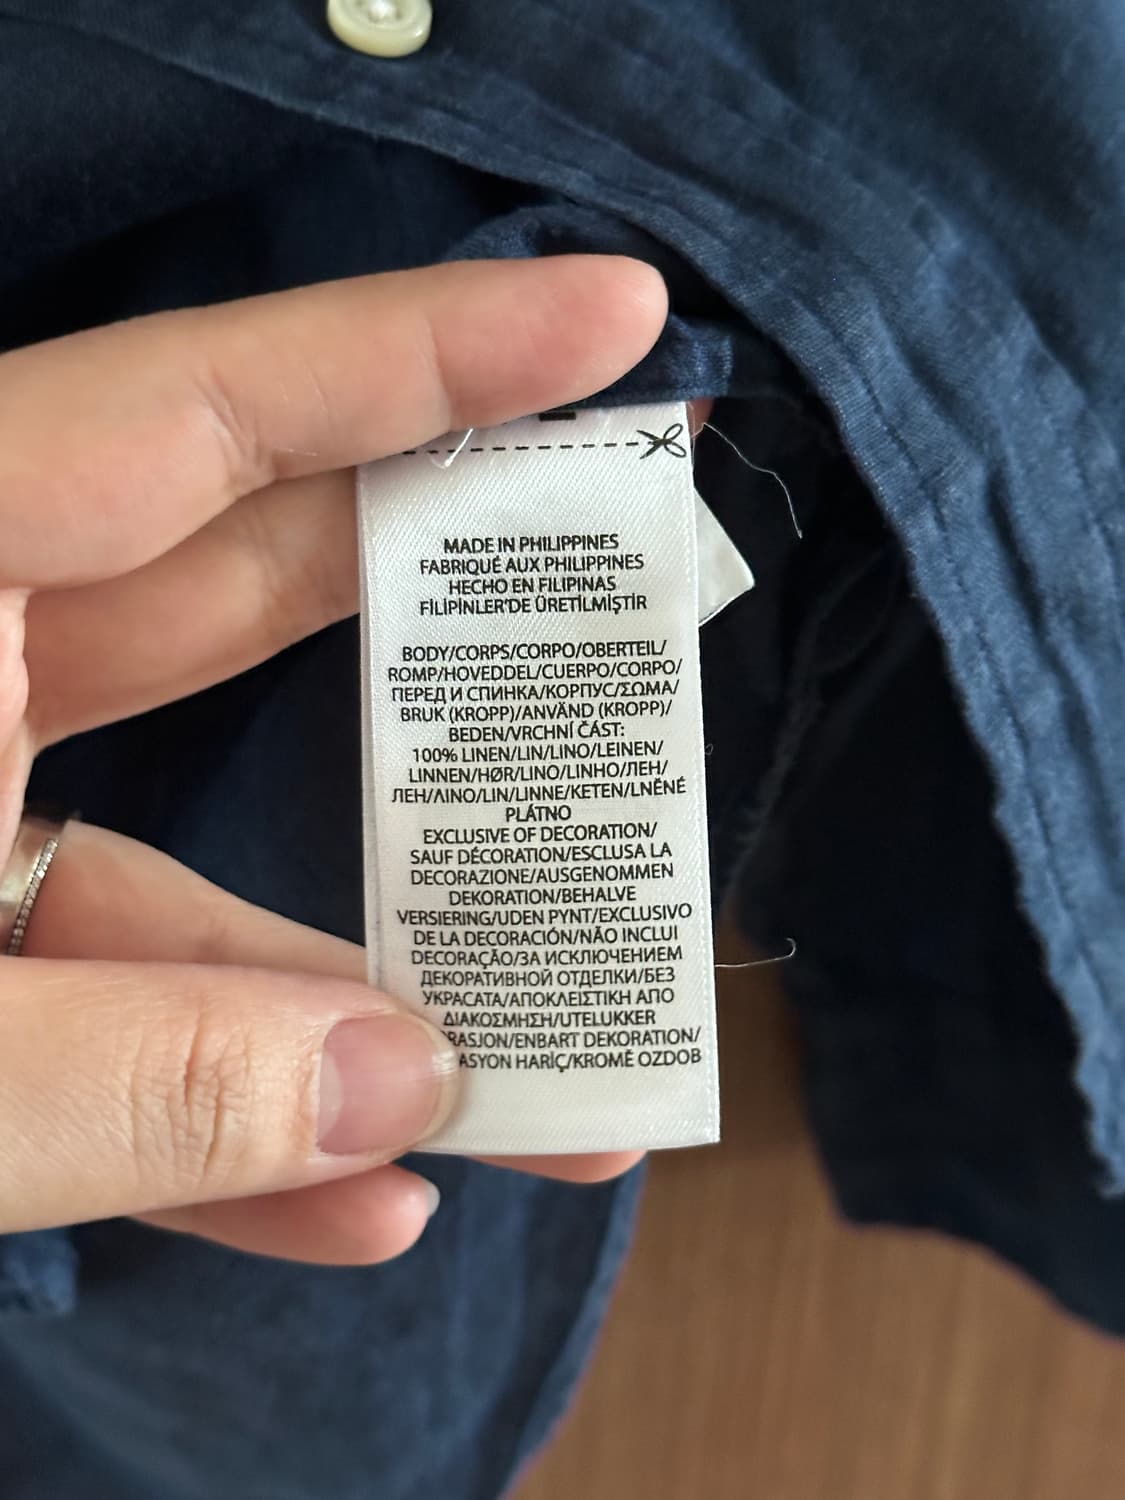 MADE IN PHILIPPINES
FABRIQUÉ AUX PHILIPPINES
HECHO EN FILIPINAS
FİLİPİNLER'DE ÜRETİLMİŞTİR
BODY/CORPS/CORPO/OBERTEIL/
ROMP/HOVEDDEL/CUERPO/CORPO/
ПЕРЕД И СПИНКА/КОРПУС/ΣΩΜΑ/
BRUK (KROPP)/ANVÄND (KROPP)/
BEDEN/VRCHNÍ ČÁST:
100% LINEN/LIN/LINO/LEINEN/
LINNEN/HØR/LINO/LINHO/ЛЕН/
ЛЕН/ΛΙΝΟ/LIN/LINNE/KETEN/LNĚNÉ
PLÁTNO
EXCLUSIVE OF DECORATION/
SAUF DÉCORATION/ESCLUSA LA
DECORAZIONE/AUSGENOMMEN
DEKORATION/BEHALVE
VERSIERING/UDEN PYNT/EXCLUSIVO
DE LA DECORACIÓN/NÃO INCLUI
DECORAÇÃO/ЗА ИСКЛЮЧЕНИЕМ
ДЕКОРАТИВНОЙ ОТДЕЛКИ/БЕЗ
УКРАСАТА/ΑΠΟΚΛΕΙΣΤΙΚΗ ΑΠΟ
ΔΙΑΚΟΣΜΗΣΗ/UTELUKKER
RASJON/ENBART DEKORATION/
ASYON HARİÇ/KROMĚ OZDOB